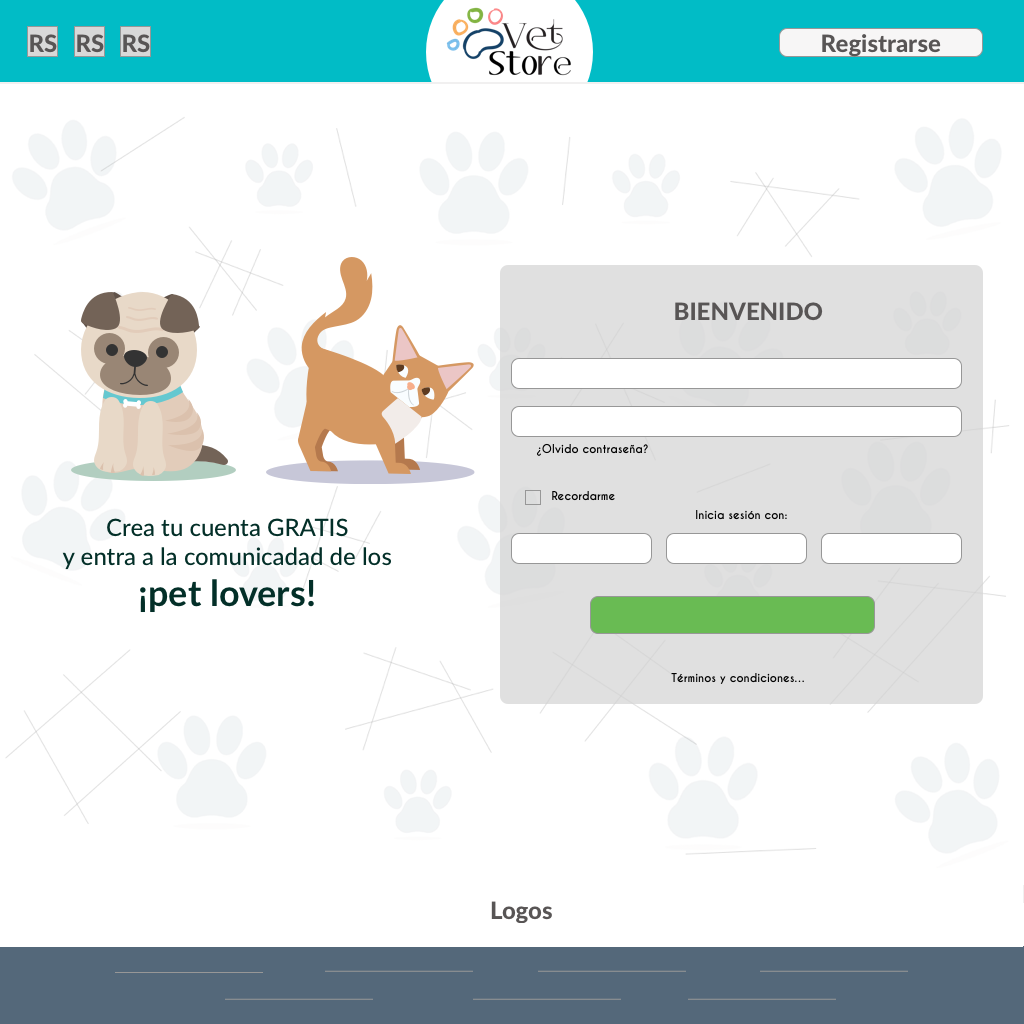 RS RS RS
Vet
Store
Registrarse
BIENVENIDO
¿Olvido contraseña?
Recordarme
Inicia sesión con:
Términos y condiciones...
Crea tu cuenta GRATIS
y entra a la comunicadad de los
¡pet lovers!
Logos